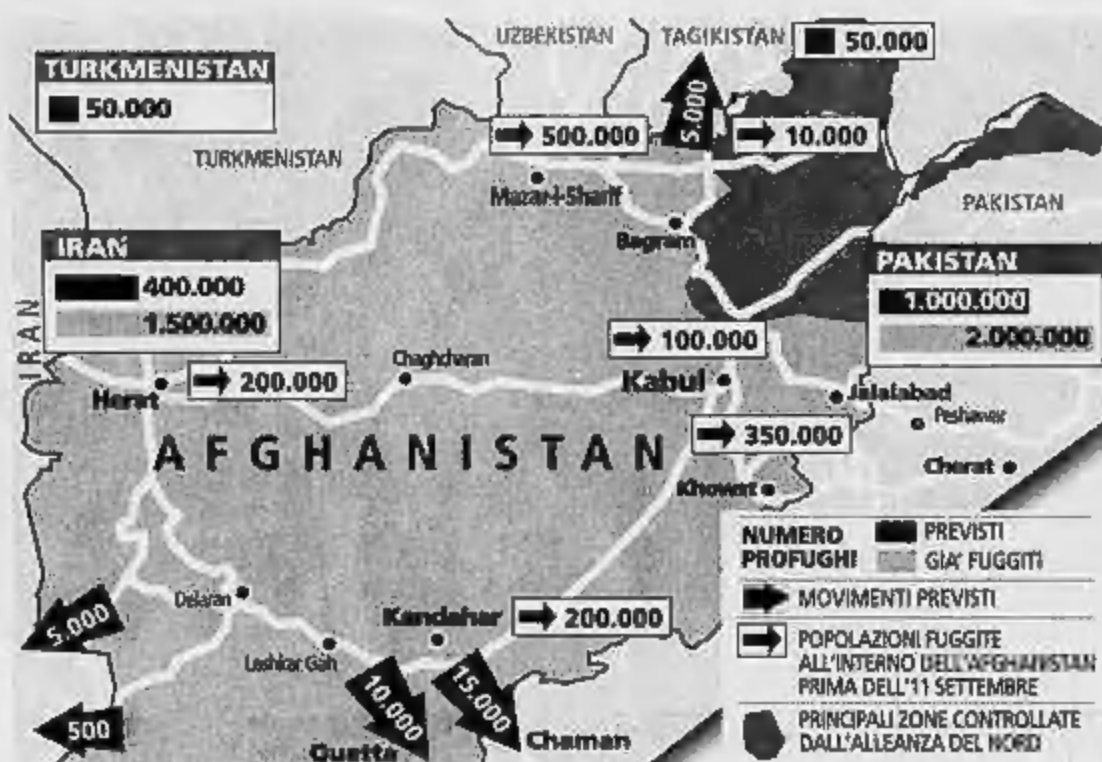 UZBEKISTAN
TAGIKISTAN
50.000
TURKMENISTAN
50.000
5.000
500.000
10.000
TURKMENISTAN
Mazar-i-Sharif
PAKISTAN
Bagram
IRAN
400.000
1.500.000
PAKISTAN
1.000.000
2.000.000
IRAN
100.000
Chaghcharan
200.000
Kabul
Herat
Jalalabad
Peshawar
350.000
AFGHANISTAN
Cherat
Khowst
NUMERO PROFUGHI
PREVISTI
GIA' FUGGITI
MOVIMENTI PREVISTI
POPOLAZIONI FUGGITE
ALL'INTERNO DELL'AFGHANISTAN
PRIMA DELL'11 SETTEMBRE
PRINCIPALI ZONE CONTROLLATE
DALL'ALLEANZA DEL NORD
Delaran
Kandahar
200.000
5.000
Lashkar Gah
10.000
15.000
500
Quetta
Chaman